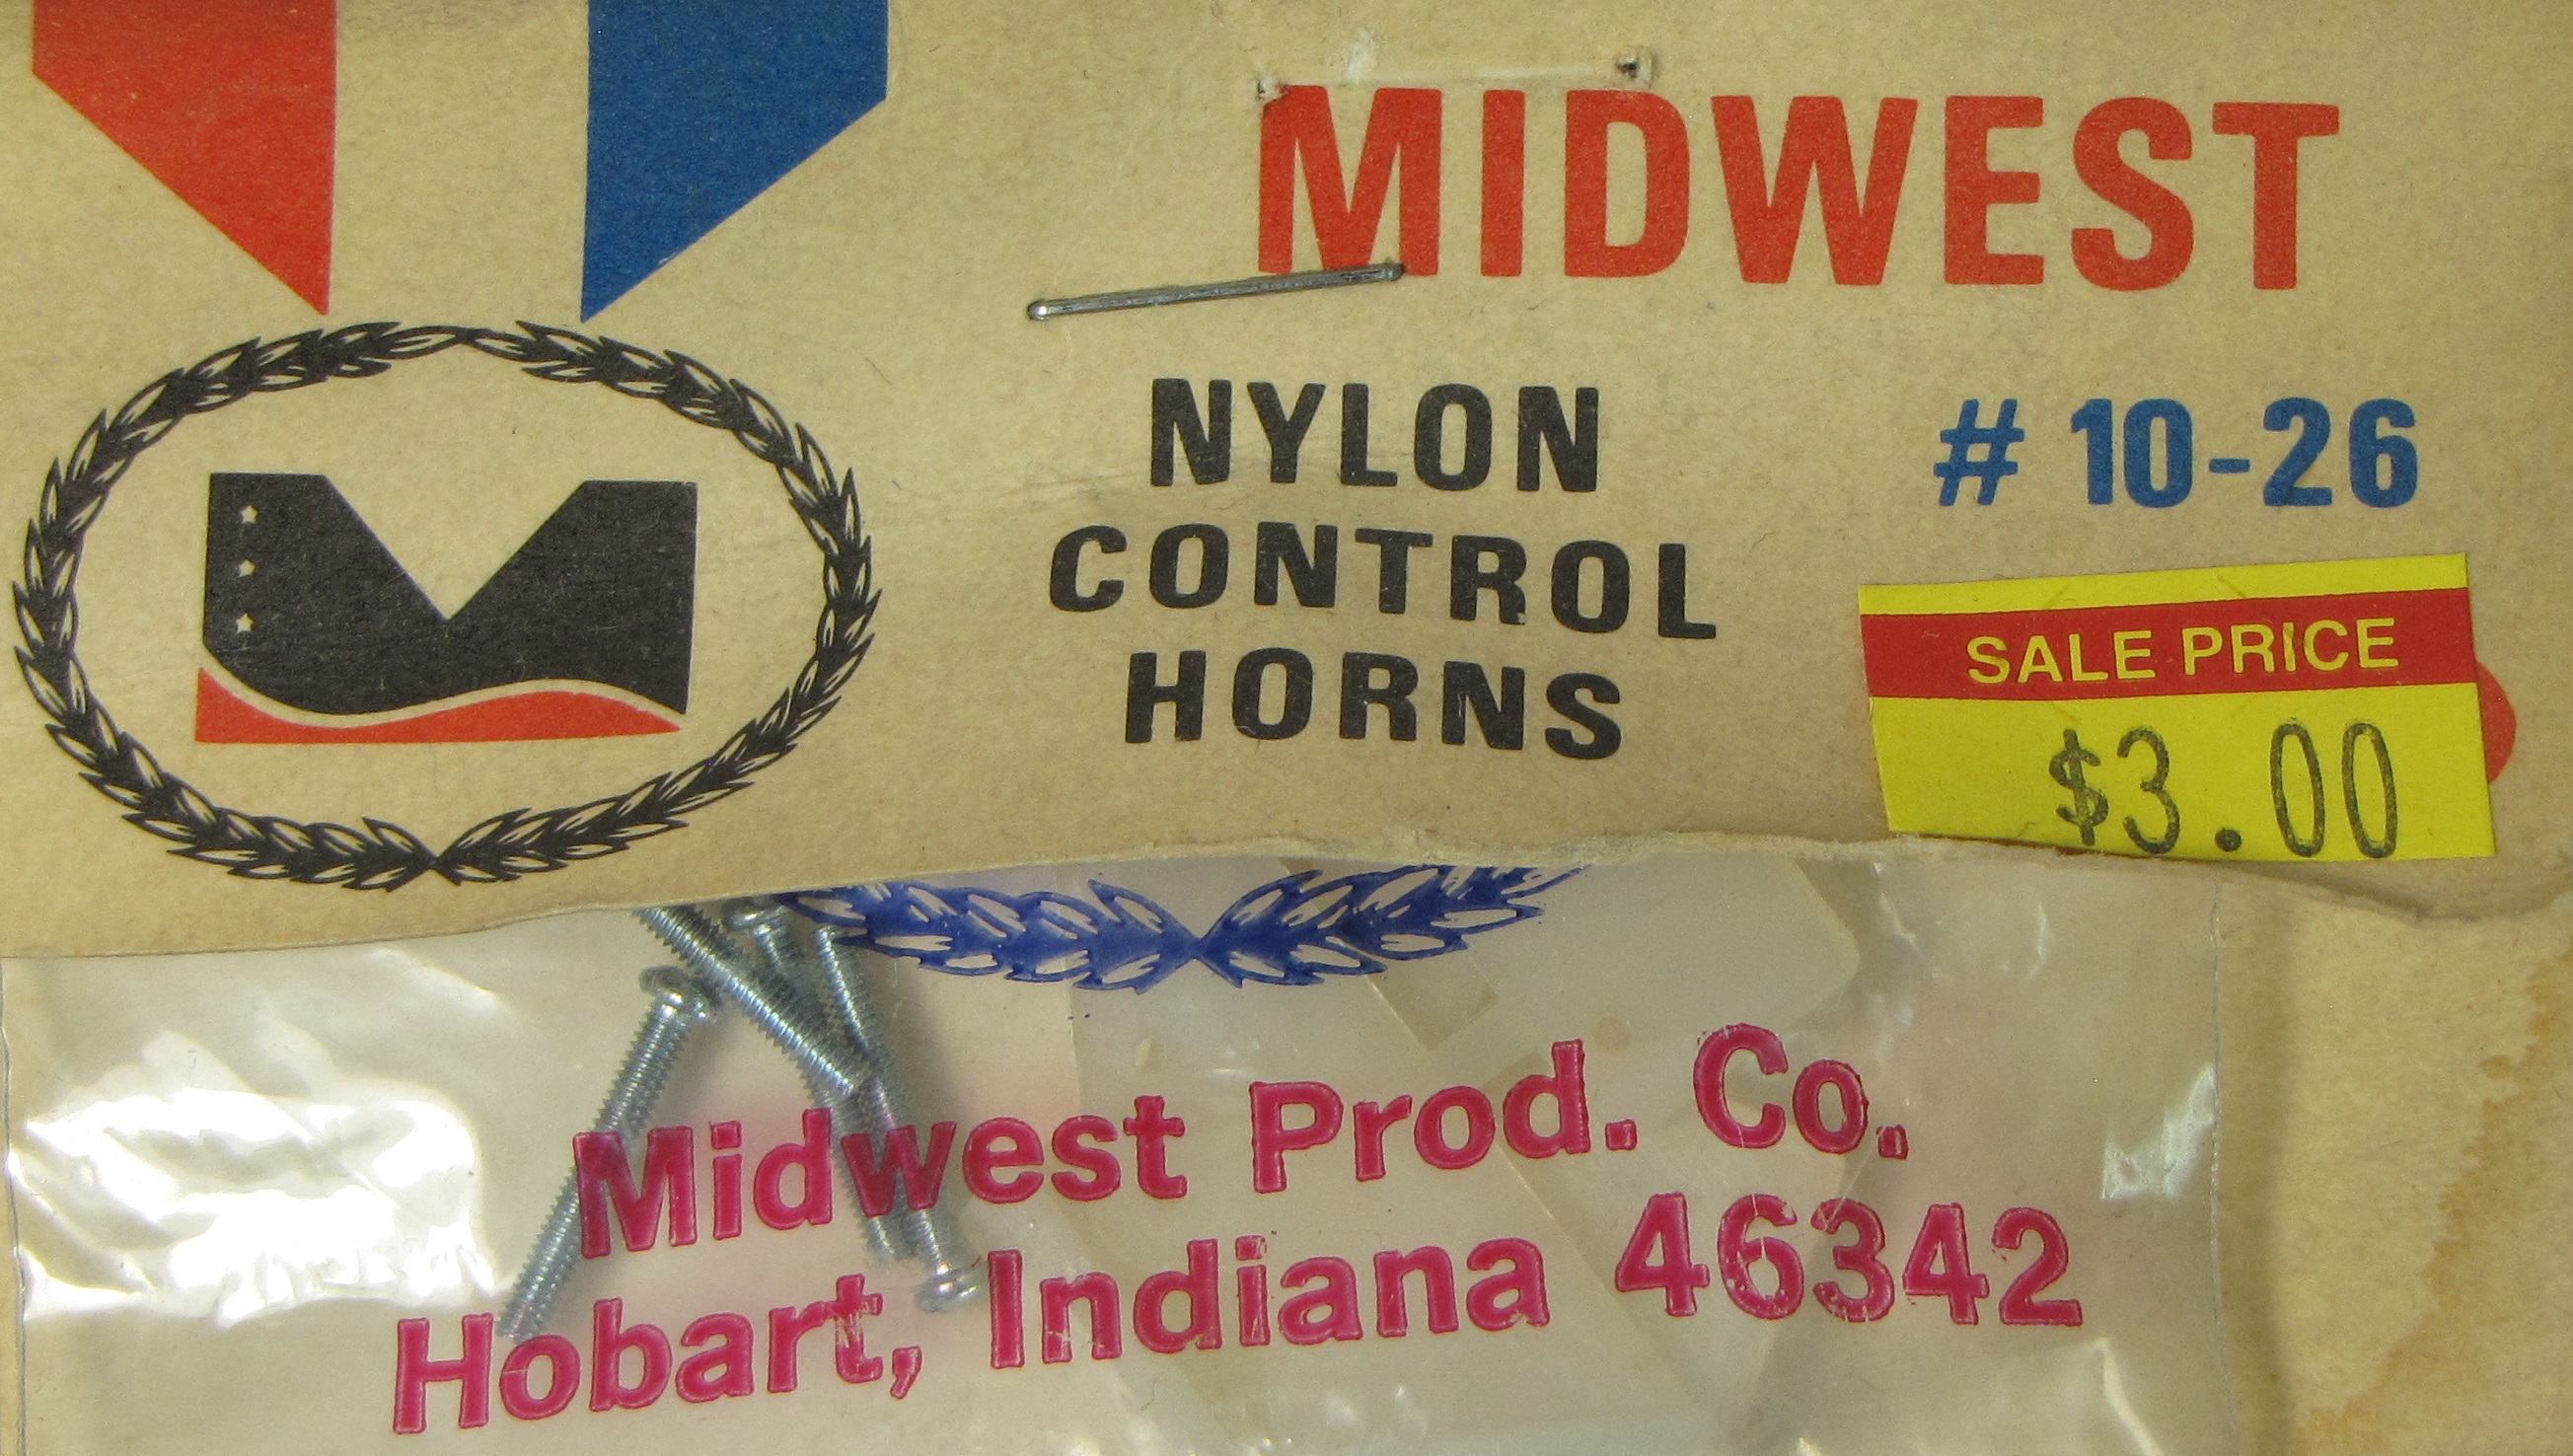 MIDWEST
NYLON
CONTROL
HORNS
# 10-26
SALE PRICE
$3.00
Midwest Prod. Co.
Hobart, Indiana 46342